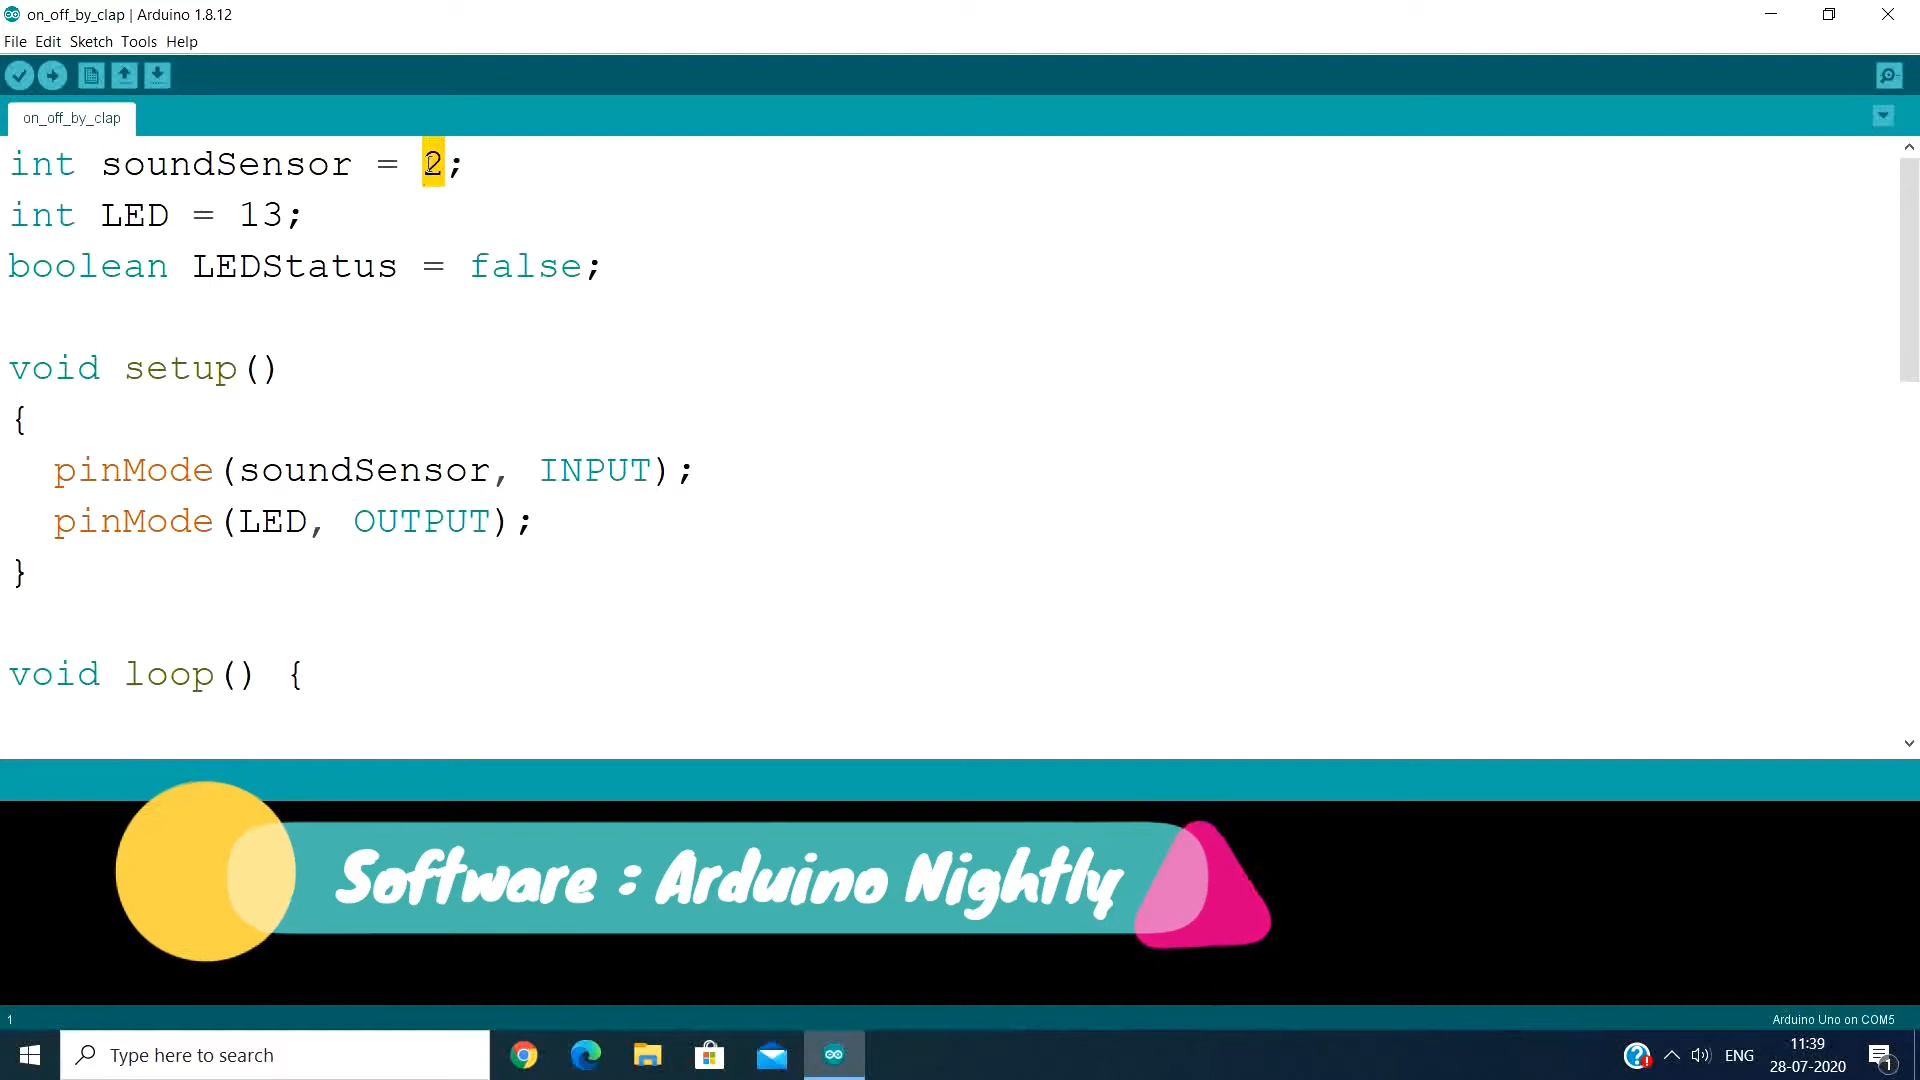 on_off_by_clap | Arduino 1.8.12
File Edit Sketch Tools Help
on_off_by_clap
int soundSensor = 2;
int LED = 13;
boolean LEDStatus = false;
void setup()
{
  pinMode(soundSensor, INPUT);
  pinMode(LED, OUTPUT);
}
void loop() {
Software : Arduino Nightly
1
Arduino Uno on COM5
Type here to search
ENG
11:39
28-07-2020
1